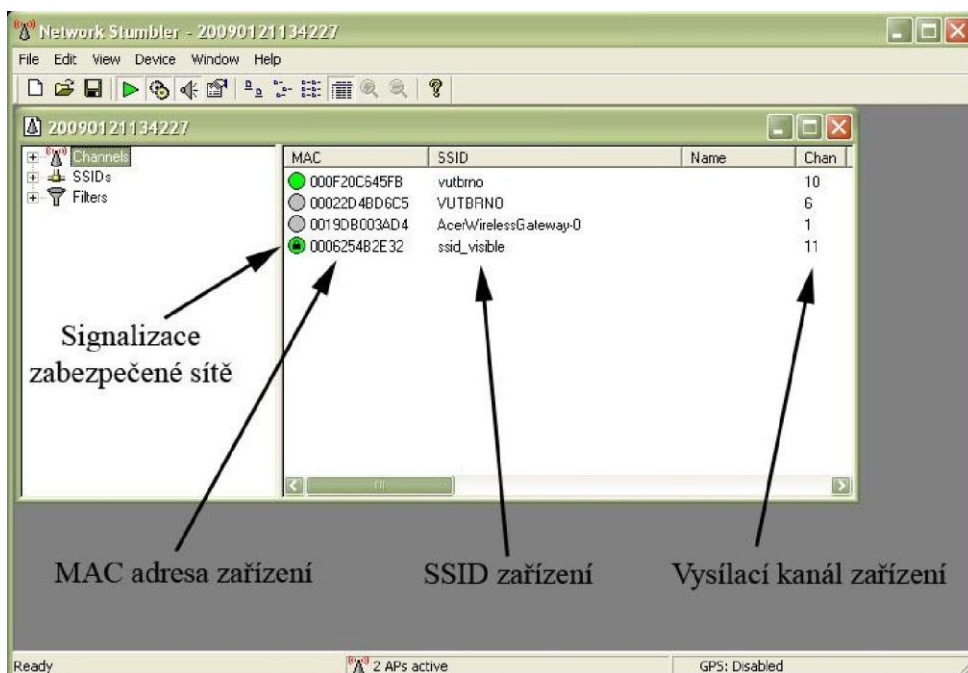 Network Stumbler - 20090121134227
File Edit View Device Window Help
20090121134227
Channels
SSIDs
Filters
MAC SSID Name Chan
000F20C645FB vutbrno 10
00022D4BD6C5 VUTBRNO 6
0019DB003AD4 AcerWirelessGateway-0 1
0006254B2E32 ssid_visible 11
Signalizace
zabezpečené sítě
MAC adresa zařízení SSID zařízení Vysílací kanál zařízení
Ready 2 APs active GPS: Disabled